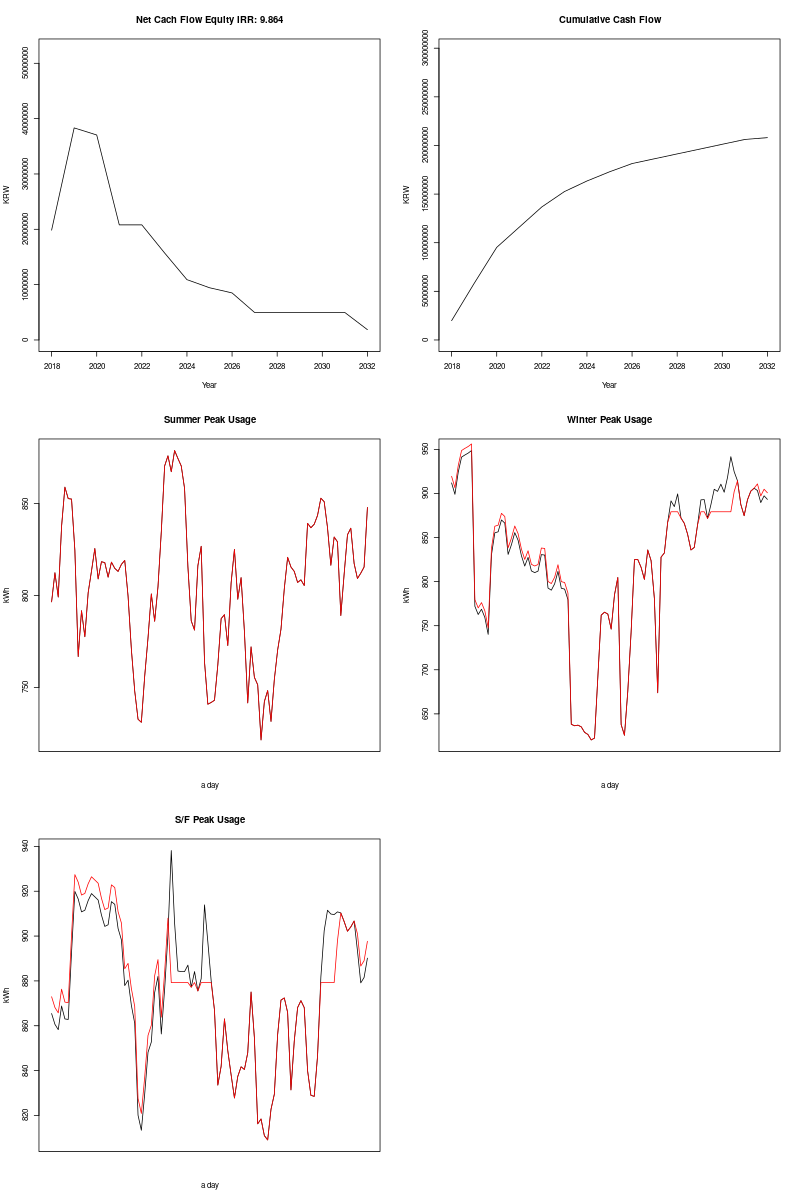 Net Cach Flow Equity IRR: 9.864
KRW
50000000
40000000
30000000
20000000
10000000
0
2018 2020 2022 2024 2026 2028 2030 2032
Year
Cumulative Cash Flow
KRW
300000000
250000000
200000000
150000000
100000000
50000000
0
2018 2020 2022 2024 2026 2028 2030 2032
Year
Summer Peak Usage
kWh
850
800
750
a day
Winter Peak Usage
kWh
950
900
850
800
750
700
650
a day
S/F Peak Usage
kWh
940
920
900
880
860
840
820
a day